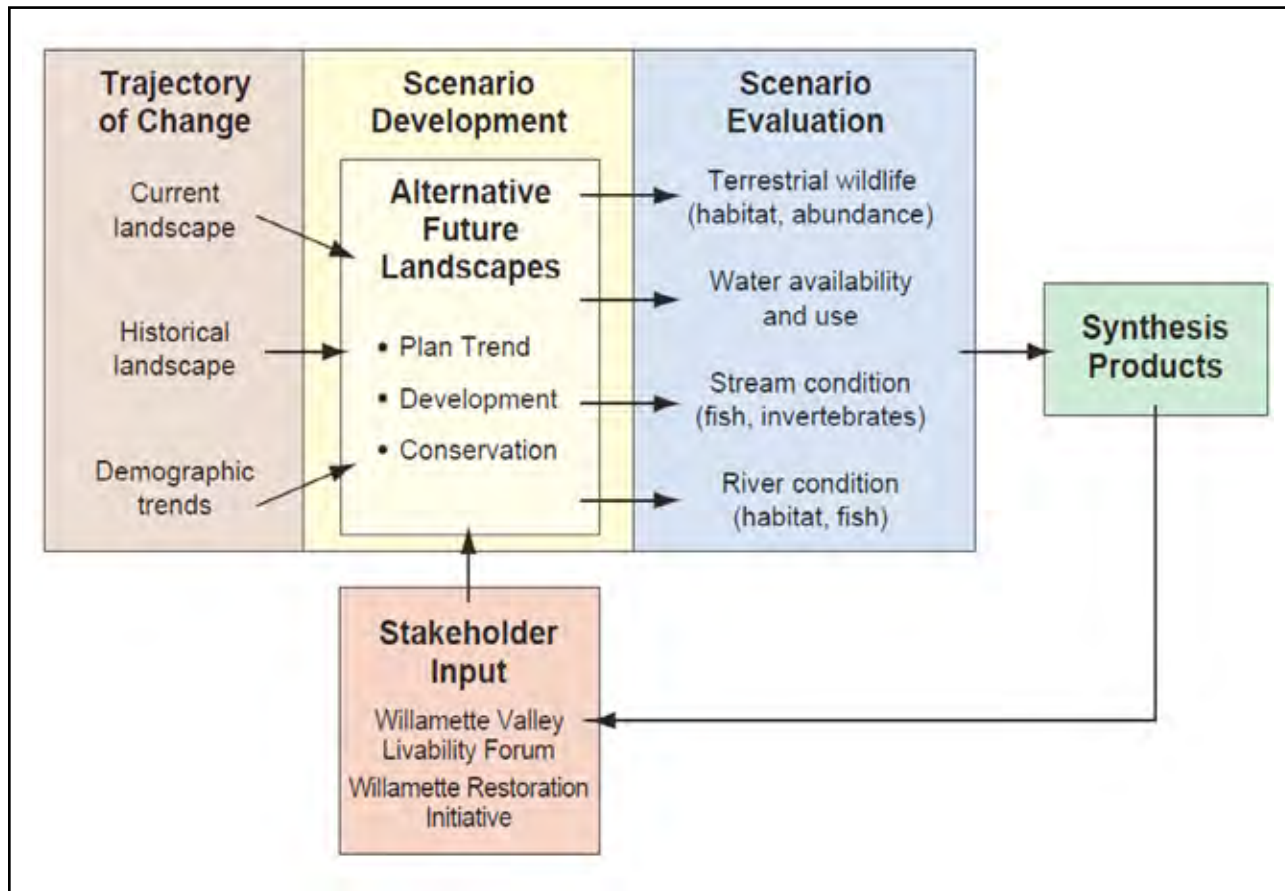 Trajectory
of Change
Current
landscape
Historical
landscape
Demographic
trends
Scenario
Development
Alternative
Future
Landscapes
• Plan Trend
• Development
• Conservation
Scenario
Evaluation
Terrestrial wildlife
(habitat, abundance)
Water availability
and use
Stream condition
(fish, invertebrates)
River condition
(habitat, fish)
Synthesis
Products
Stakeholder
Input
Willamette Valley
Livability Forum
Willamette Restoration
Initiative